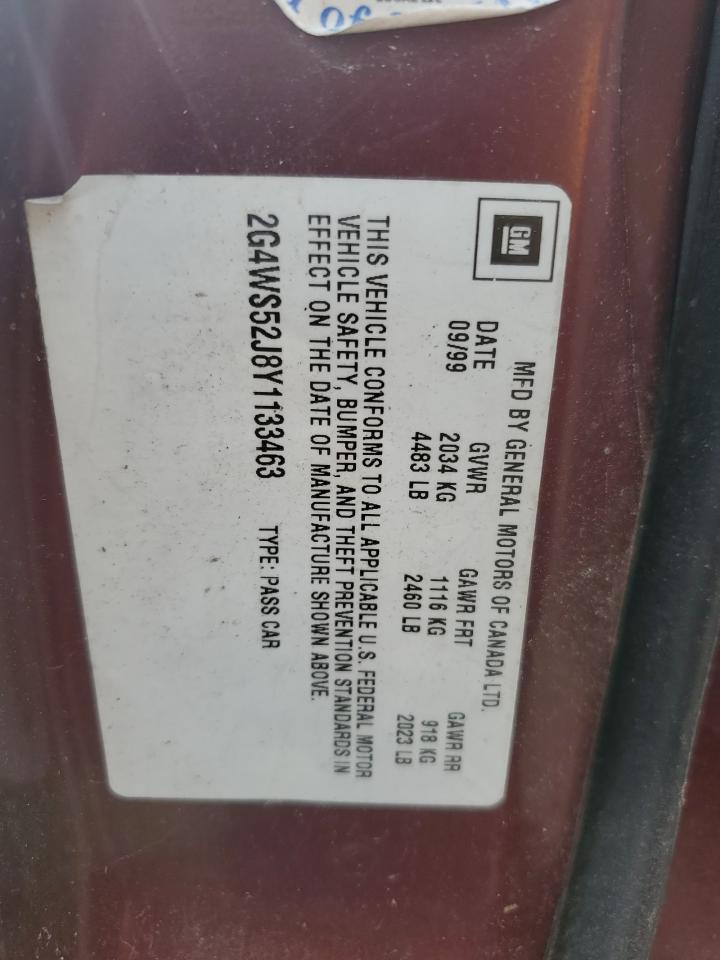 GM
MFD BY GENERAL MOTORS OF CANADA LTD.
DATE GVWR GAWR FRT GAWR RR
09/99 2034 KG 1116 KG 918 KG
4483 LB 2460 LB 2023 LB
THIS VEHICLE CONFORMS TO ALL APPLICABLE U.S. FEDERAL MOTOR
VEHICLE SAFETY, BUMPER, AND THEFT PREVENTION STANDARDS IN
EFFECT ON THE DATE OF MANUFACTURE SHOWN ABOVE.
2G4WS52J8Y1133463 TYPE: PASS CAR